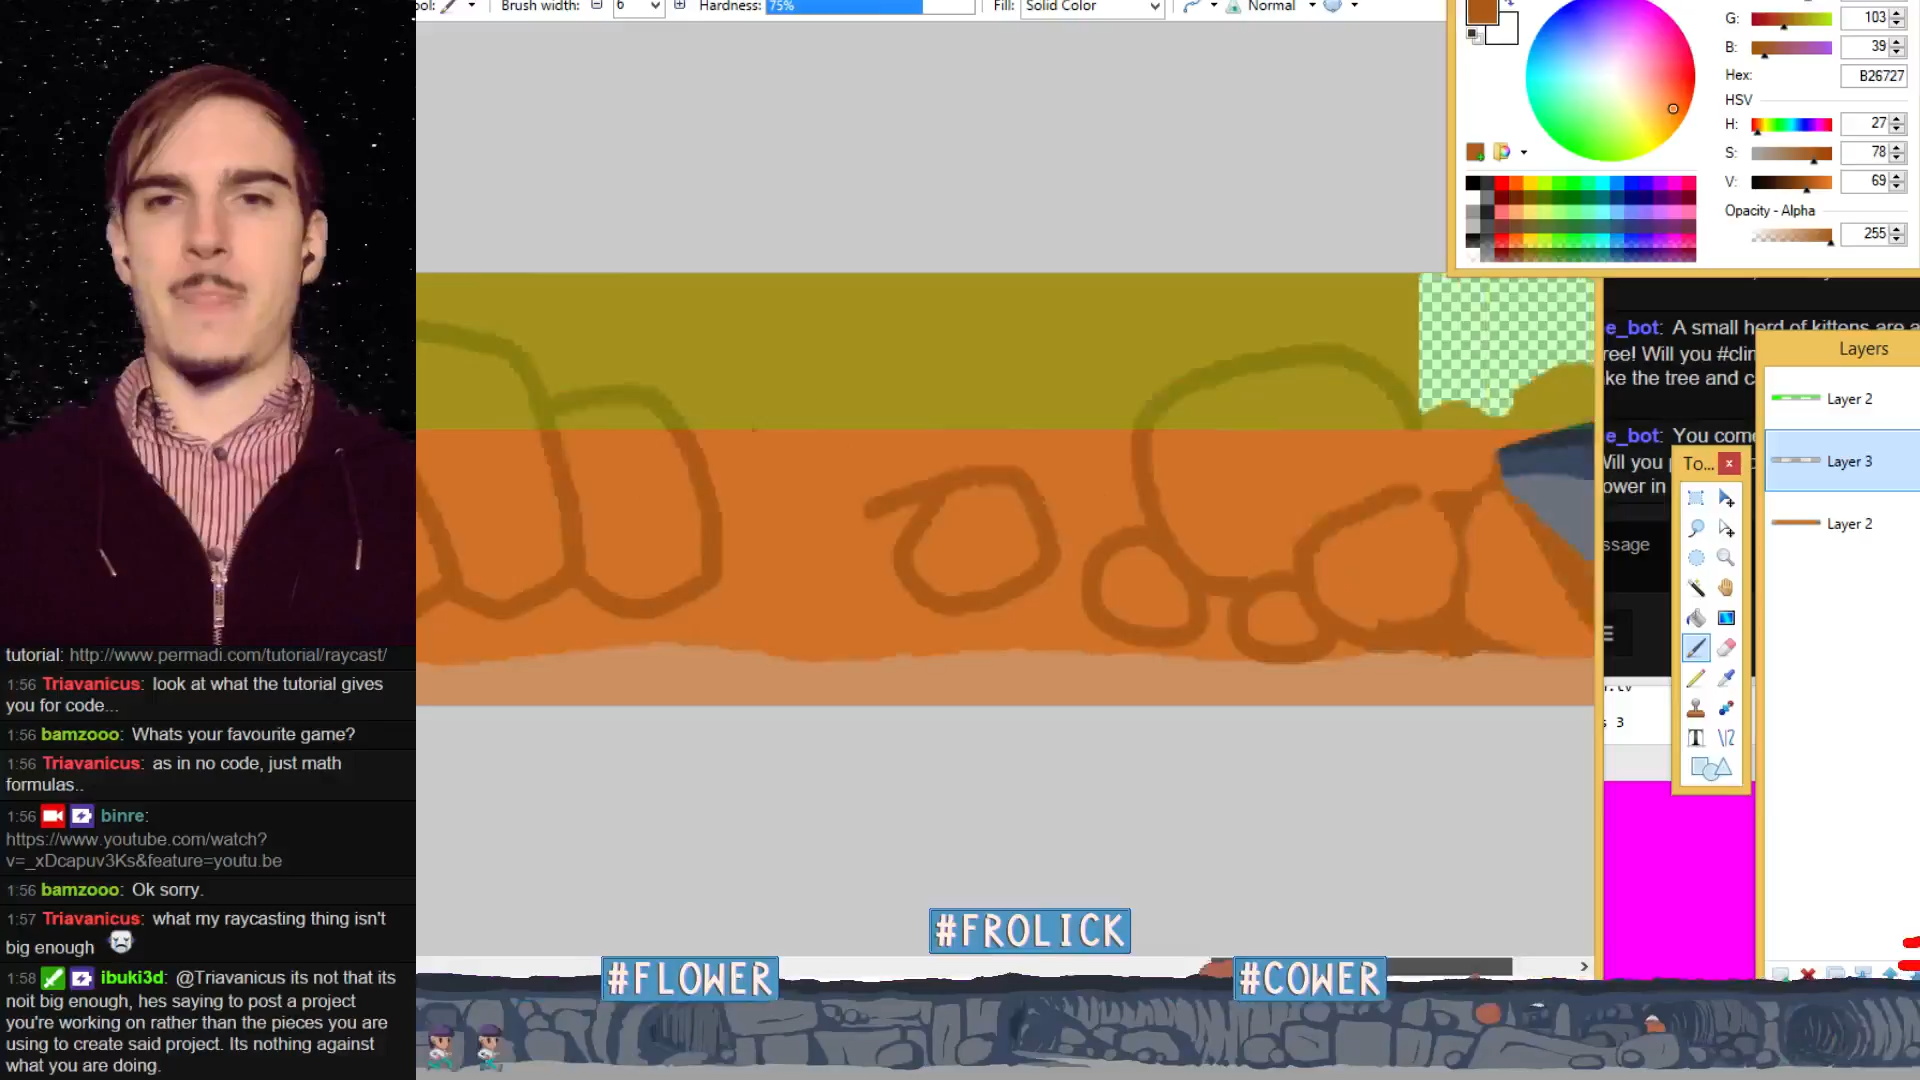 ool:
Brush width:
6
Hardness:
75%
Fill:
Solid Color
Normal
G:
103
B:
39
Hex:
B26727
HSV
H:
27
S:
78
V:
69
Opacity - Alpha
255
e_bot: A small herd of kittens are a
ree! Will you #clim
ke the tree and c
e_bot: You come
Will you p
ower in
ssage
s 3
Layers
Layer 2
Layer 3
Layer 2
To...
tutorial: http://www.permadi.com/tutorial/raycast/
1:56 Triavanicus: look at what the tutorial gives
you for code...
1:56 bamzooo: Whats your favourite game?
1:56 Triavanicus: as in no code, just math
formulas..
1:56 binre:
https://www.youtube.com/watch?
v=_xDcapuv3Ks&feature=youtu.be
1:56 bamzooo: Ok sorry.
1:57 Triavanicus: what my raycasting thing isn't
big enough
1:58 ibuki3d: @Triavanicus its not that its
noit big enough, hes saying to post a project
you're working on rather than the pieces you are
using to create said project. Its nothing against
what you are doing.
#FROLICK
#FLOWER
#COWER